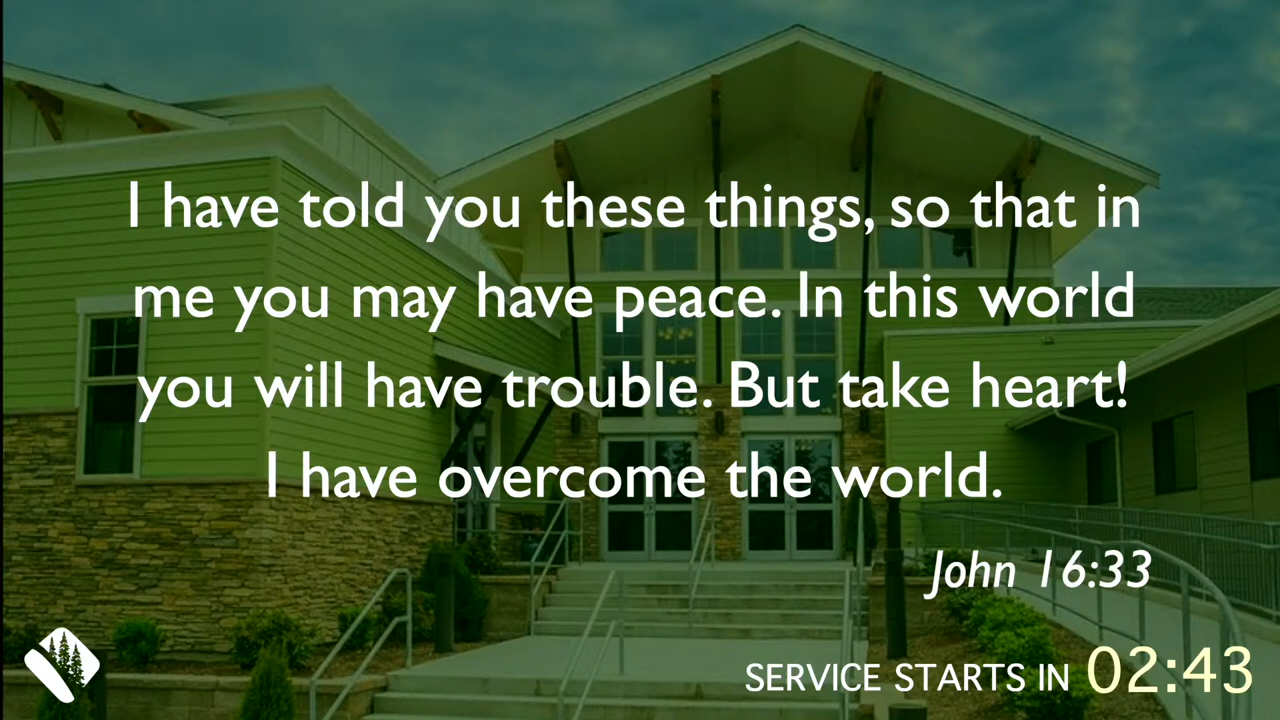 I have told you these things, so that in
me you may have peace. In this world
you will have trouble. But take heart!
I have overcome the world.
John 16:33
SERVICE STARTS IN 02:43